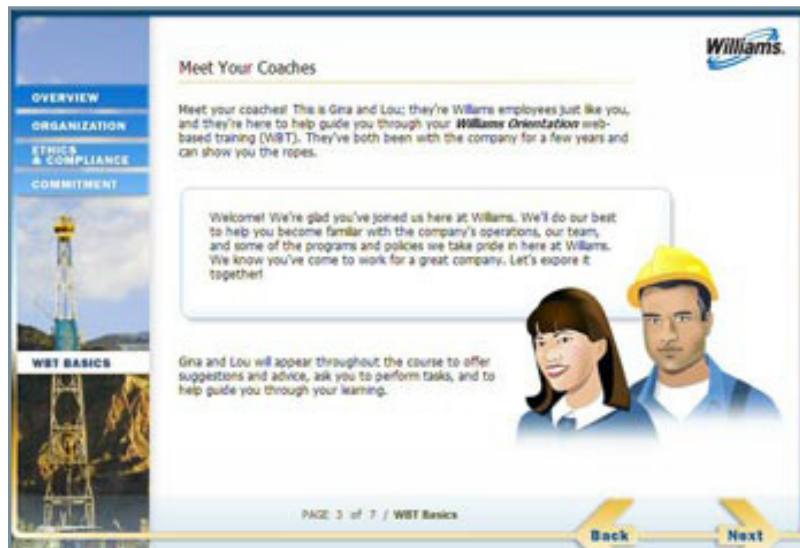 Williams.
Meet Your Coaches
OVERVIEW
ORGANIZATION
ETHICS
& COMPLIANCE
COMMITMENT
WBT BASICS
Meet your coaches! This is Gina and Lou; they're Williams employees just like you,
and they're here to help guide you through your Williams Orientation web-
based training (WBT). They've both been with the company for a few years and
can show you the ropes.
Welcome! We're glad you've joined us here at Williams. We'll do our best
to help you become familiar with the company's operations, our team,
and some of the programs and policies we take pride in here at Williams.
We know you've come to work for a great company. Let's expore it
together!
Gina and Lou will appear throughout the course to offer
suggestions and advice, ask you to perform tasks, and to
help guide you through your learning.
PAGE 3 of 7 / WBT Basics
Back
Next